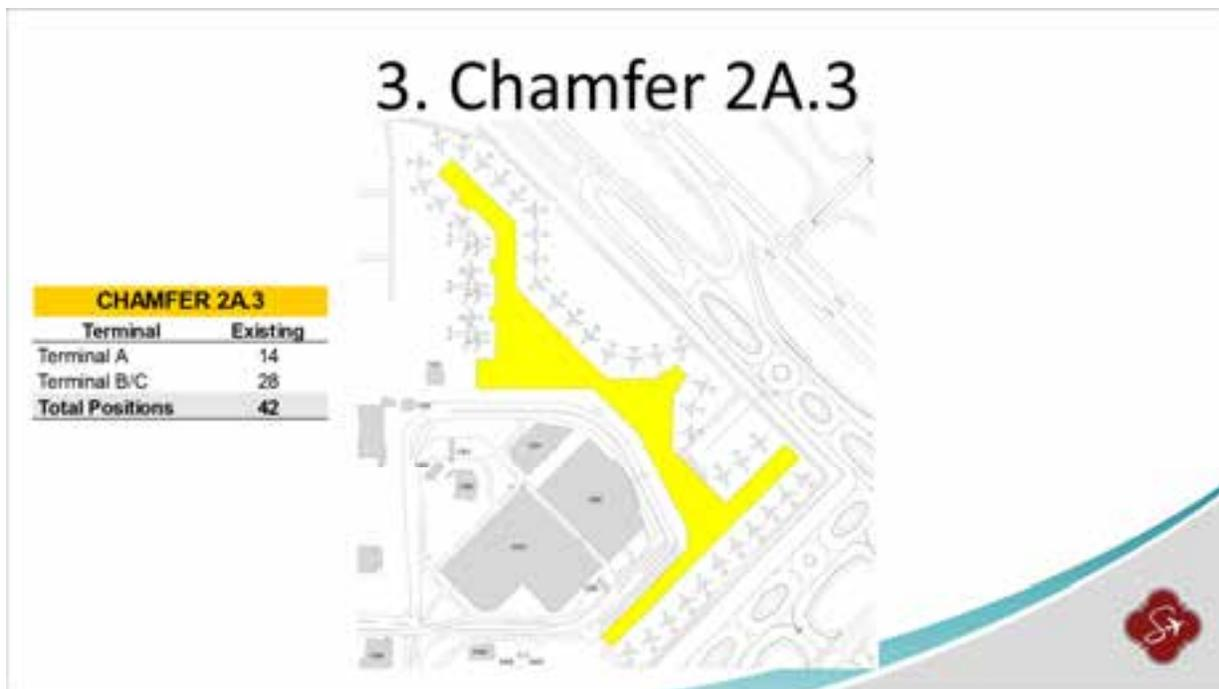 3. Chamfer 2A.3
CHAMFER 2A.3
Terminal Existing
Terminal A 14
Terminal B/C 28
Total Positions 42